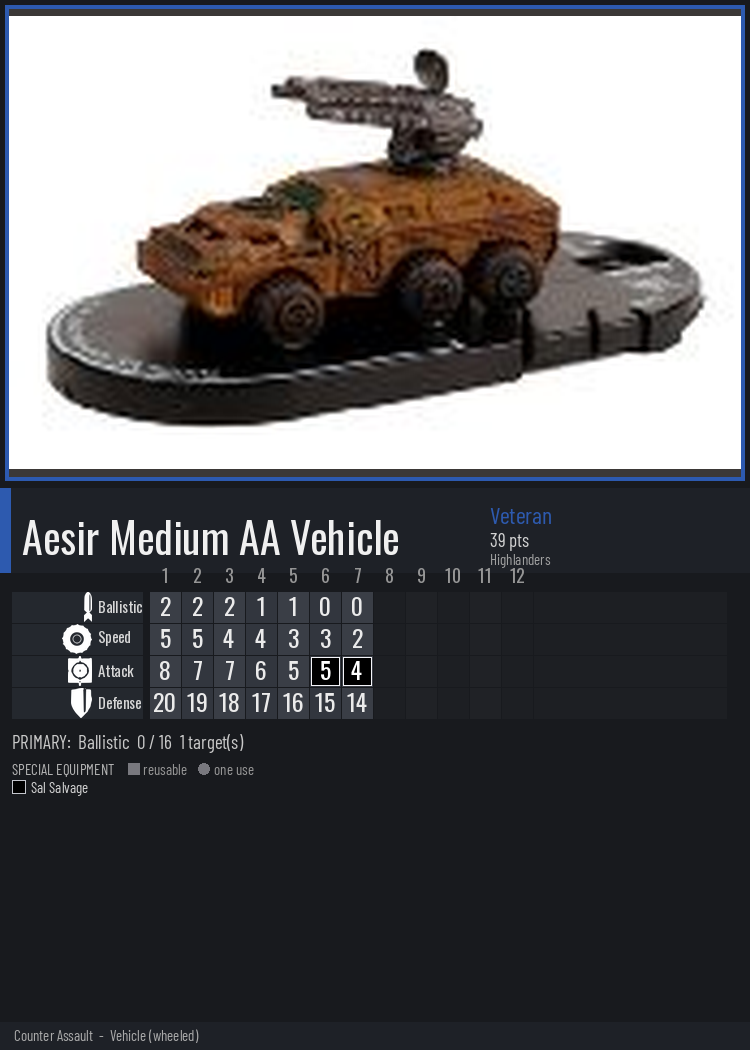 Aesir Medium AA Vehicle
Veteran
39 pts
Highlanders
1 2 3 4 5 6 7 8 9 10 11 12
Ballistic 2 2 2 1 1 0 0
Speed 5 5 4 4 3 3 2
Attack 8 7 7 6 5 5 4
Defense 20 19 18 17 16 15 14
PRIMARY: Ballistic 0 / 16 1 target(s)
SPECIAL EQUIPMENT reusable one use
Sal Salvage
Counter Assault - Vehicle (wheeled)